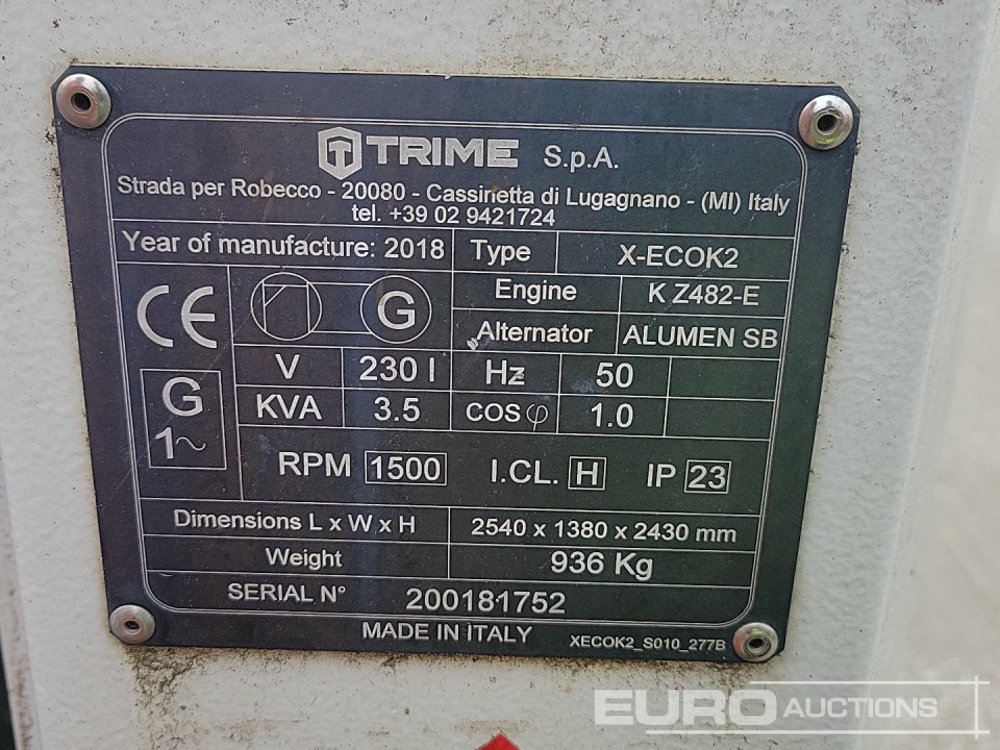 TRIME S.p.A.
Strada per Robecco - 20080 - Cassinetta di Lugagnano - (MI) Italy
tel. +39 02 9421724
Year of manufacture: 2018 Type X-ECOK2
Engine K Z482-E
CE G
Alternator ALUMEN SB
V 230 I Hz 50
G 1~
KVA 3.5 COS φ 1.0
RPM 1500 I.CL. H IP 23
Dimensions L x W x H 2540 x 1380 x 2430 mm
Weight 936 Kg
SERIAL N° 200181752
MADE IN ITALY XECOK2_S010_277B
EURO AUCTIONS